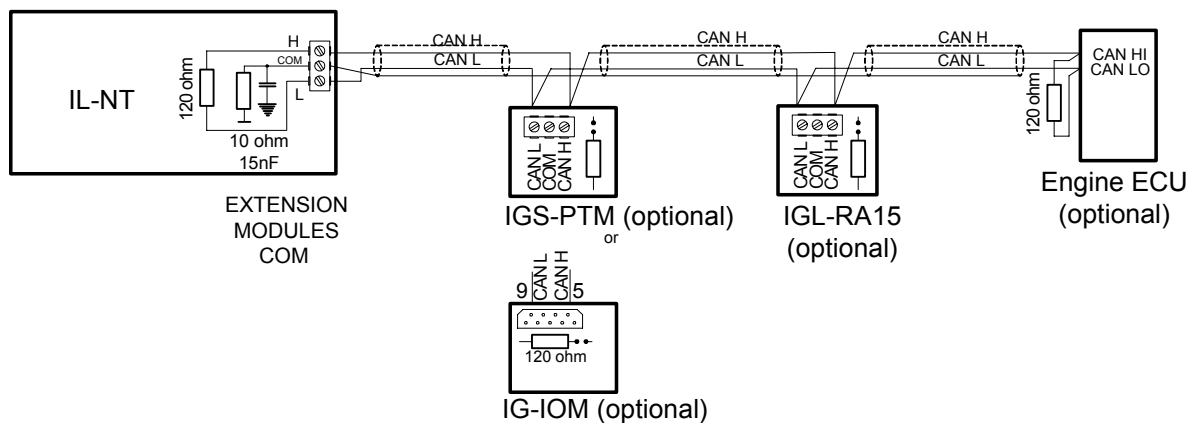 IL-NT
120 ohm
H
COM
L
10 ohm
15nF
EXTENSION
MODULES
COM
CAN H
CAN L
CAN H
CAN L
CAN H
CAN L
CAN L
COM
CAN H
IGS-PTM (optional)
or
9
CAN L
CAN H
5
120 ohm
IG-IOM (optional)
CAN L
COM
CAN H
IGL-RA15
(optional)
120 ohm
CAN HI
CAN LO
Engine ECU
(optional)